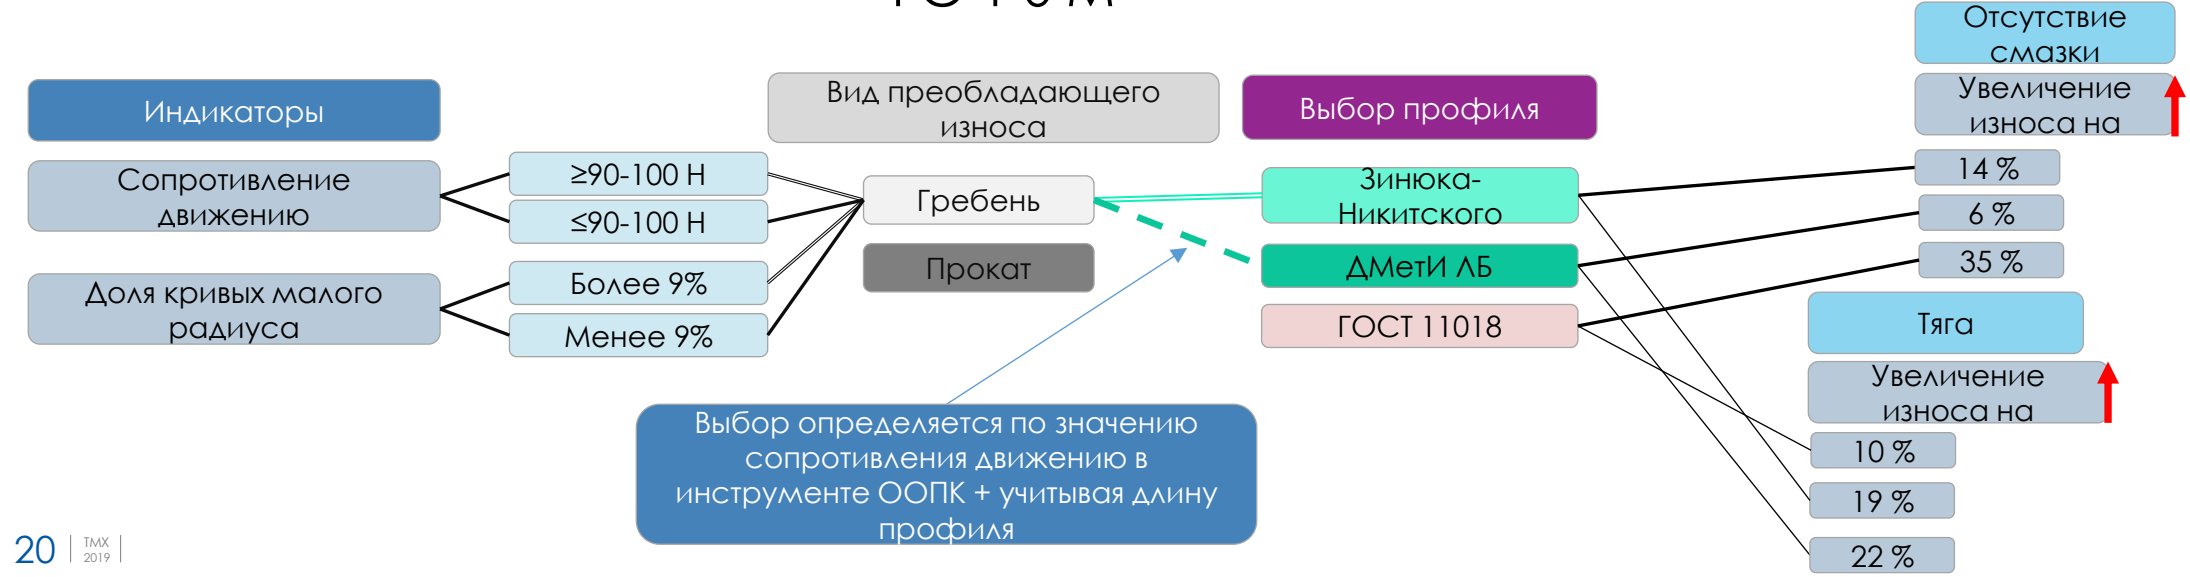 Индикаторы
Сопротивление
движению
Доля кривых малого
радиуса
≥90-100 Н
≤90-100 Н
Более 9%
Менее 9%
Вид преобладающего
износа
Гребень
Прокат
Выбор профиля
Зинюка-
Никитского
ДМетИ ЛБ
ГОСТ 11018
Отсутствие
смазки
Увеличение
износа на
14 %
6 %
35 %
Тяга
Увеличение
износа на
10 %
19 %
22 %
Выбор определяется по значению
сопротивления движению в
инструменте ООПК + учитывая длину
профиля
20
ТМХ
2019